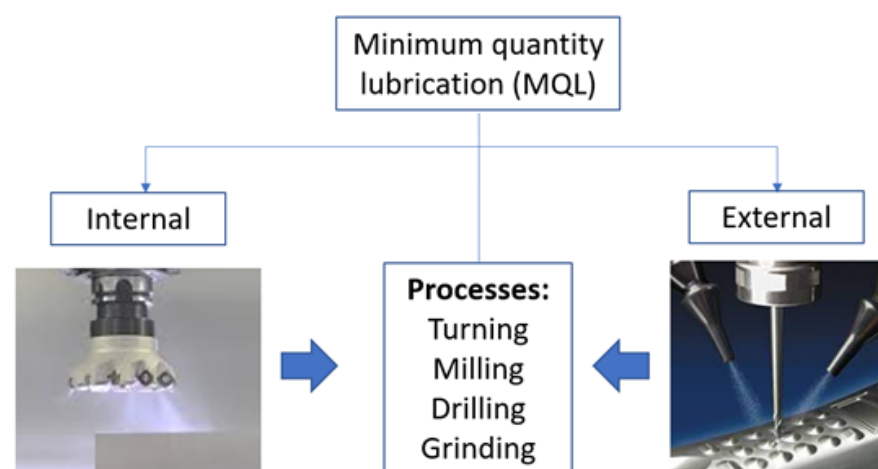 Minimum quantity
lubrication (MQL)
Internal
External
Processes:
Turning
Milling
Drilling
Grinding